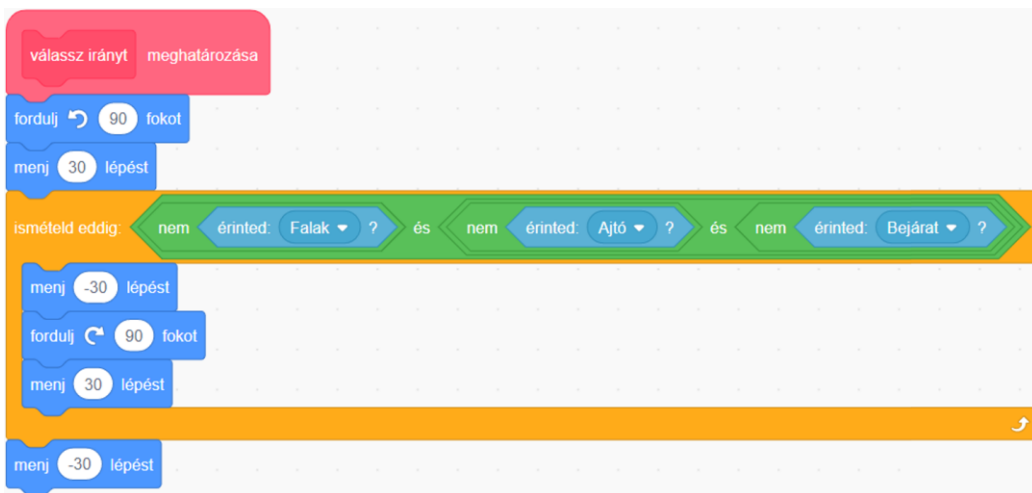 válassz irányt meghatározása
fordulj 90 fokot
menj 30 lépést
ismételd eddig: nem érinted: Falak ? és nem érinted: Ajtó ? és nem érinted: Bejárat ?
menj -30 lépést
fordulj 90 fokot
menj 30 lépést
menj -30 lépést